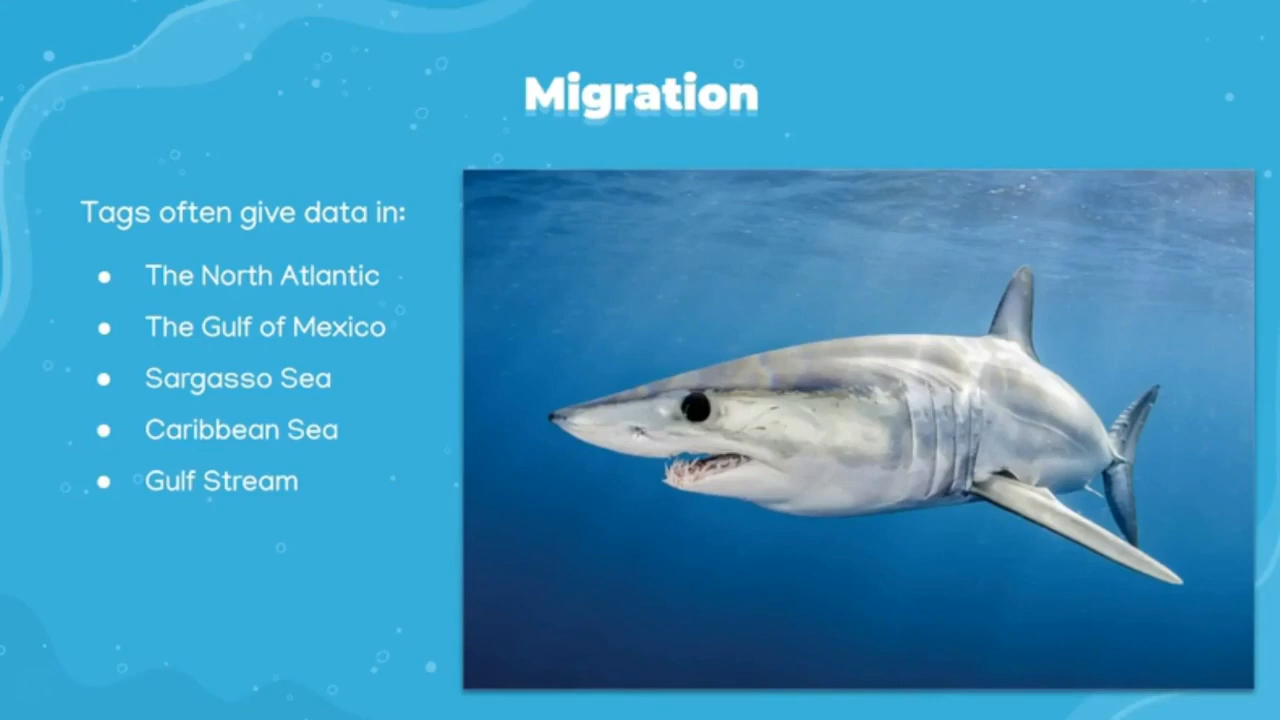 Migration
Tags often give data in:
● The North Atlantic
● The Gulf of Mexico
● Sargasso Sea
● Caribbean Sea
● Gulf Stream